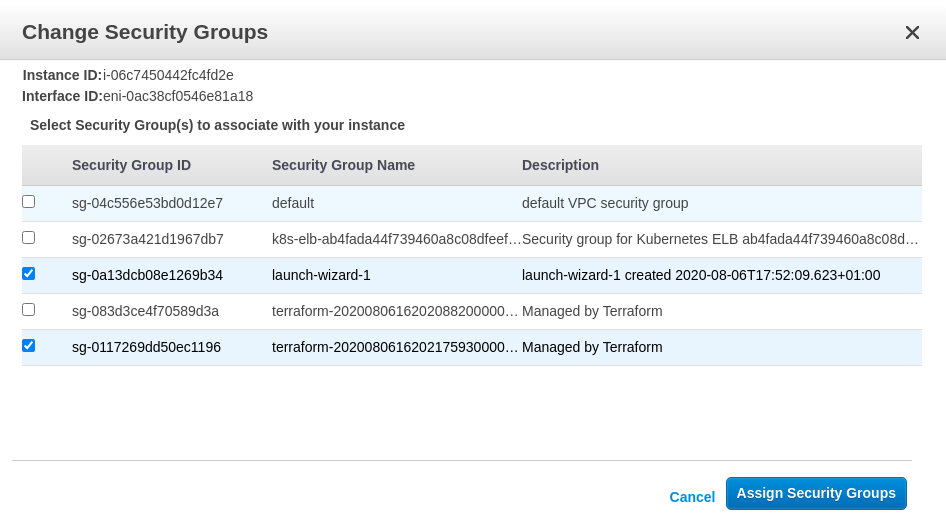 Change Security Groups
Instance ID:i-06c7450442fc4fd2e
Interface ID:eni-0ac38cf0546e81a18
Select Security Group(s) to associate with your instance
Security Group ID Security Group Name Description
sg-04c556e53bd0d12e7 default default VPC security group
sg-02673a421d1967db7 k8s-elb-ab4fada44f739460a8c08dfeef… Security group for Kubernetes ELB ab4fada44f739460a8c08d…
sg-0a13dcb08e1269b34 launch-wizard-1 launch-wizard-1 created 2020-08-06T17:52:09.623+01:00
sg-083d3ce4f70589d3a terraform-2020080616202088200000… Managed by Terraform
sg-0117269dd50ec1196 terraform-2020080616202175930000… Managed by Terraform
Cancel Assign Security Groups